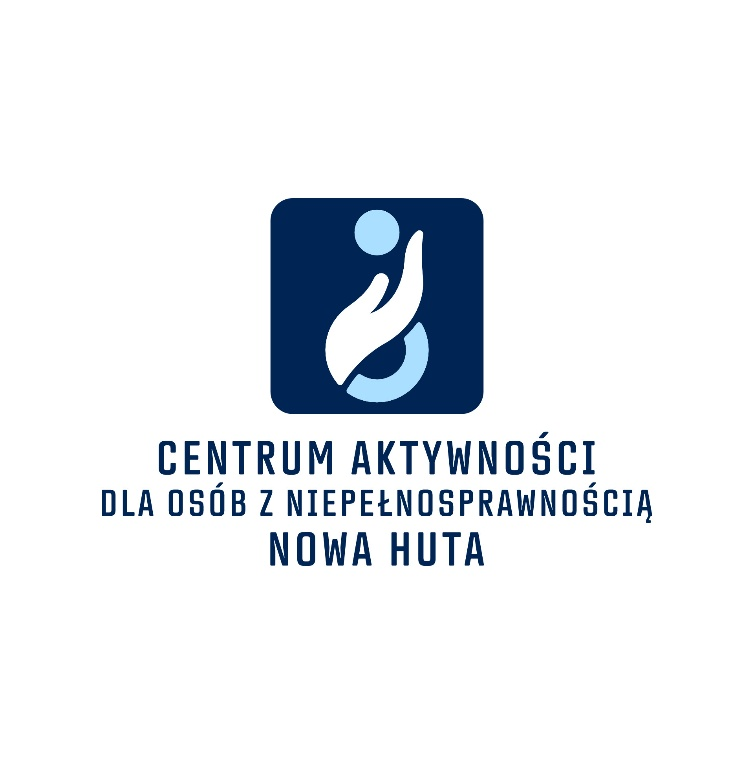 CENTRUM AKTYWNOŚCI
DLA OSÓB Z NIEPEŁNOSPRAWNOŚCIĄ
NOWA HUTA